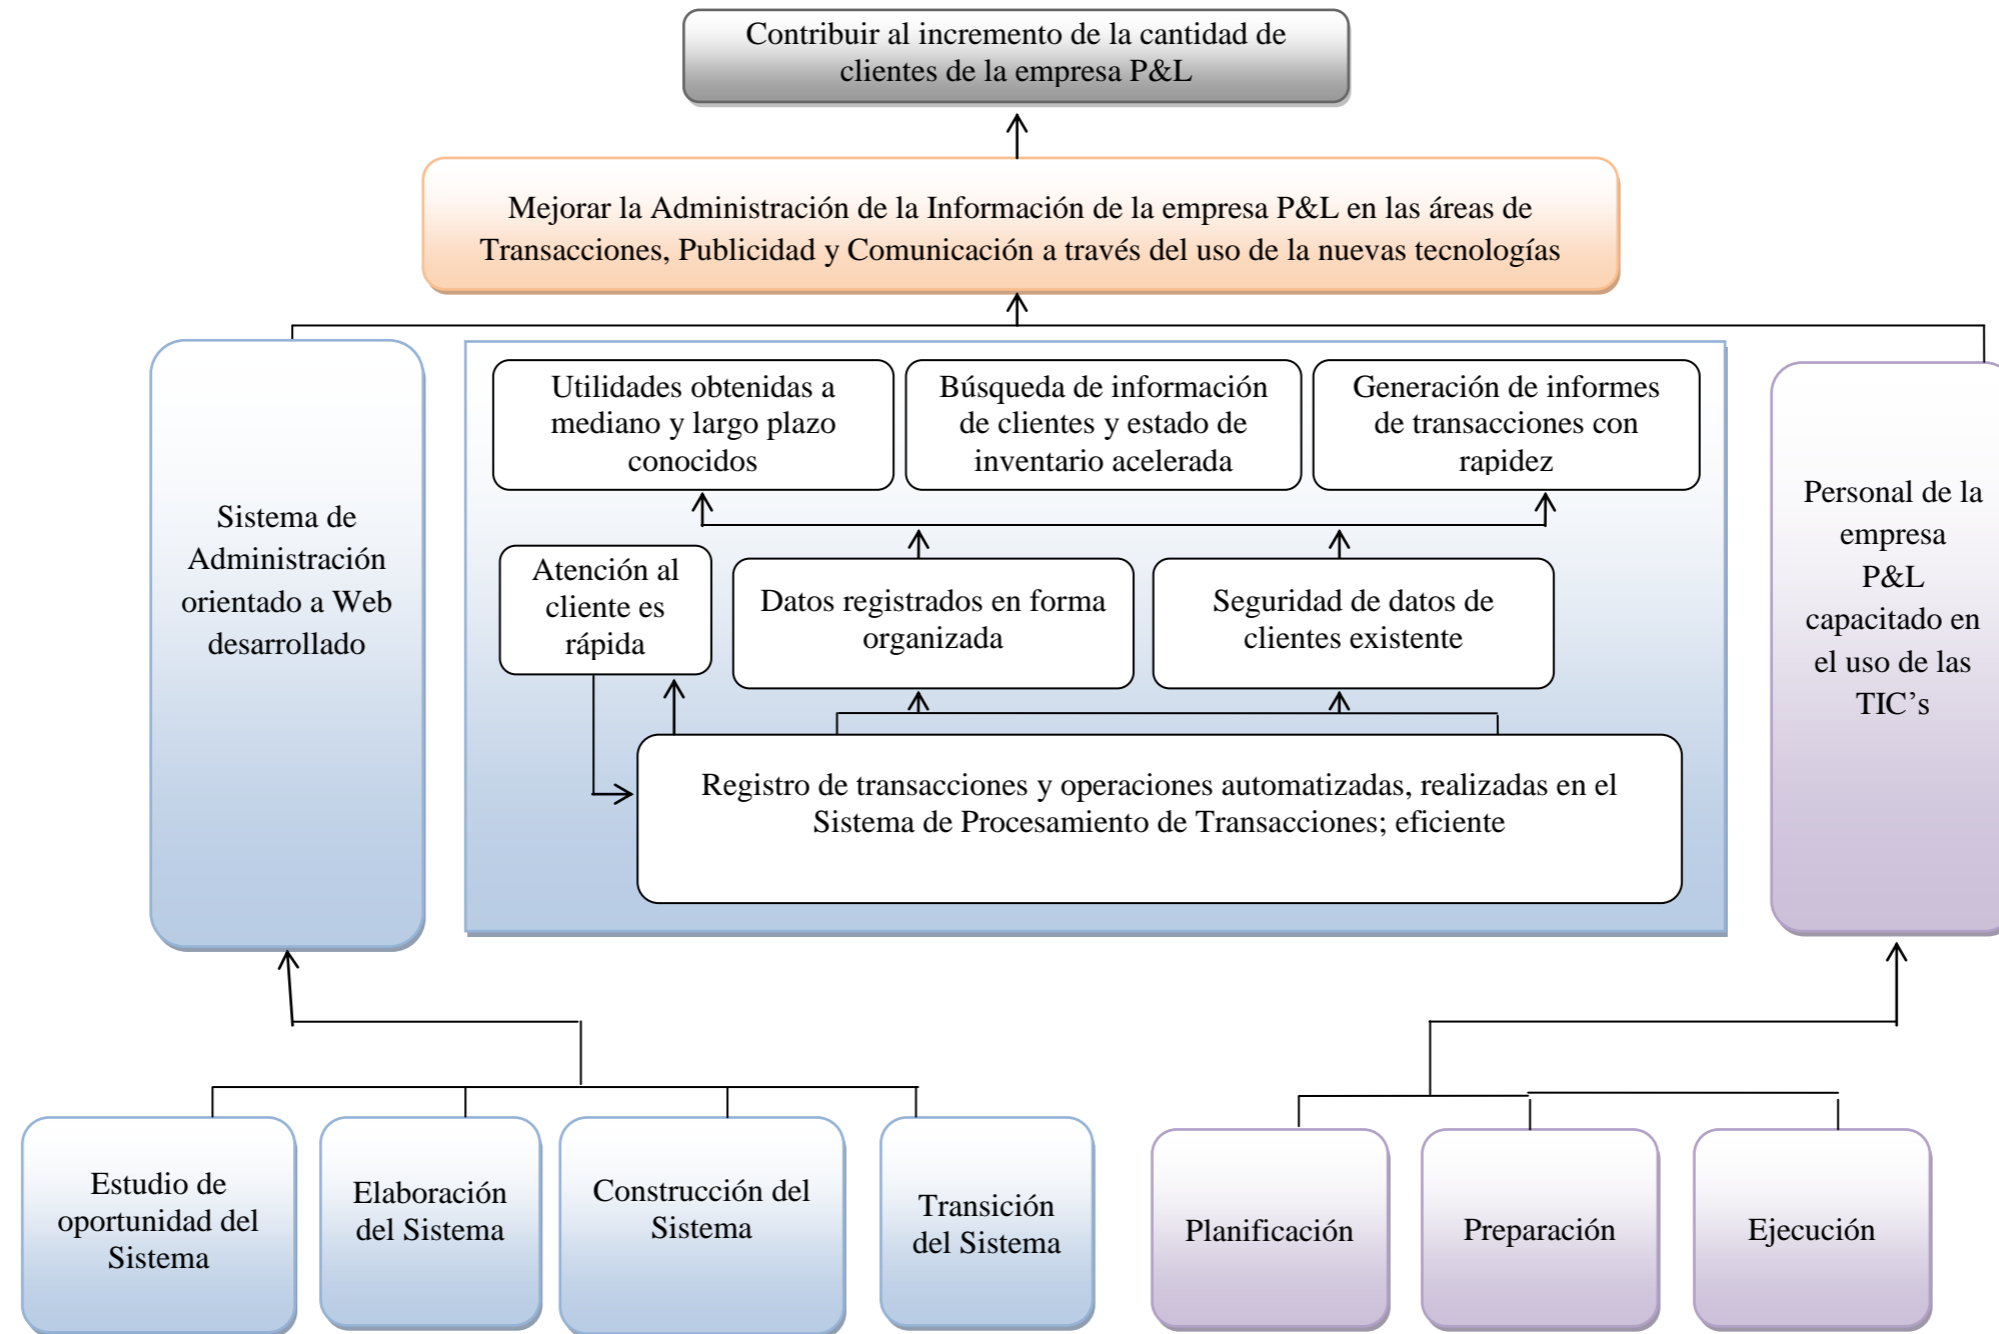 Contribuir al incremento de la cantidad de
clientes de la empresa P&L
Mejorar la Administración de la Información de la empresa P&L en las áreas de
Transacciones, Publicidad y Comunicación a través del uso de la nuevas tecnologías
Sistema de
Administración
orientado a Web
desarrollado
Utilidades obtenidas a
mediano y largo plazo
conocidos
Búsqueda de información
de clientes y estado de
inventario acelerada
Generación de informes
de transacciones con
rapidez
Atención al
cliente es
rápida
Datos registrados en forma
organizada
Seguridad de datos de
clientes existente
Registro de transacciones y operaciones automatizadas, realizadas en el
Sistema de Procesamiento de Transacciones; eficiente
Personal de la
empresa
P&L
capacitado en
el uso de las
TIC’s
Estudio de
oportunidad del
Sistema
Elaboración
del Sistema
Construcción del
Sistema
Transición
del Sistema
Planificación
Preparación
Ejecución